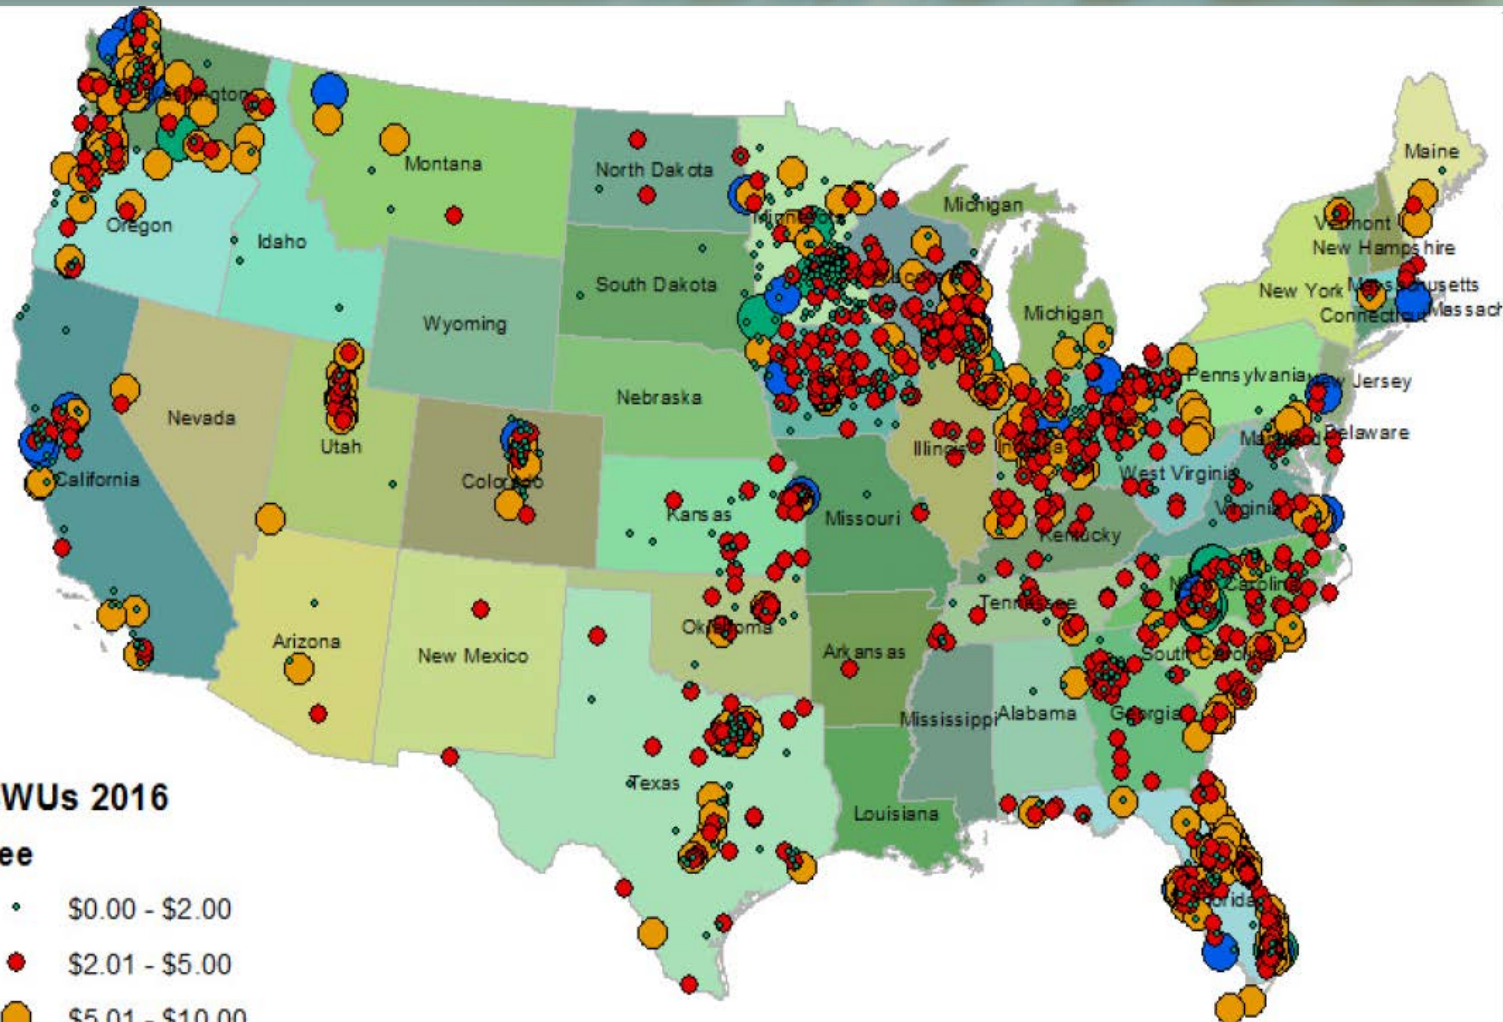 Washington
Montana
North Dakota
Minnesota
Michigan
Maine
Oregon
Idaho
Vermont
New Hampshire
South Dakota
Wisconsin
New York
Massachusetts
Connecticut
Massach
Wyoming
Michigan
Pennsylvania
New Jersey
Nebraska
Nevada
Utah
Illinois
Indiana
Maryland
Delaware
California
Colorado
West Virginia
Kansas
Missouri
Virginia
Kentucky
North Carolina
Tennessee
Oklahoma
Arizona
New Mexico
Arkansas
South Carolina
Mississippi
Alabama
Georgia
Texas
Louisiana
Florida
WUs 2016
ee
$0.00 - $2.00
$2.01 - $5.00
$5.01 - $10.00